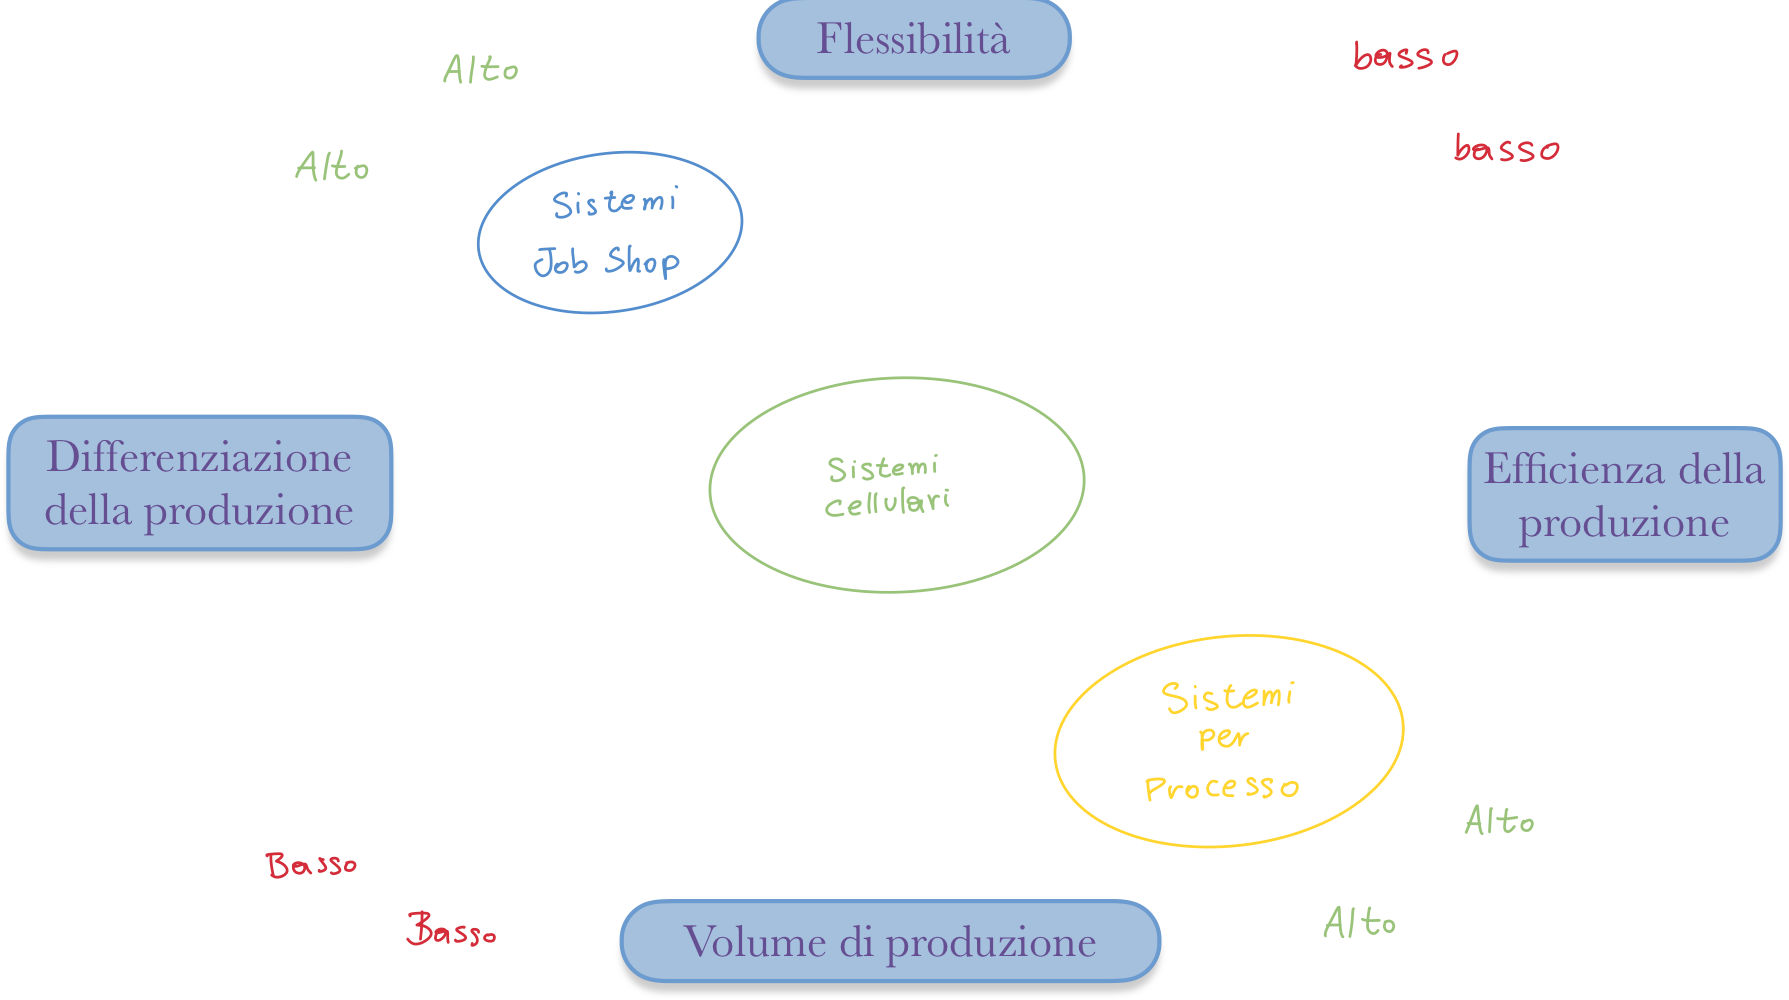 Flessibilità
Alto
basso
Alto
basso
Sistemi
Job Shop
Differenziazione
della produzione
Sistemi
cellulari
Efficienza della
produzione
Sistemi
per
Processo
Alto
Basso
Basso
Volume di produzione
Alto